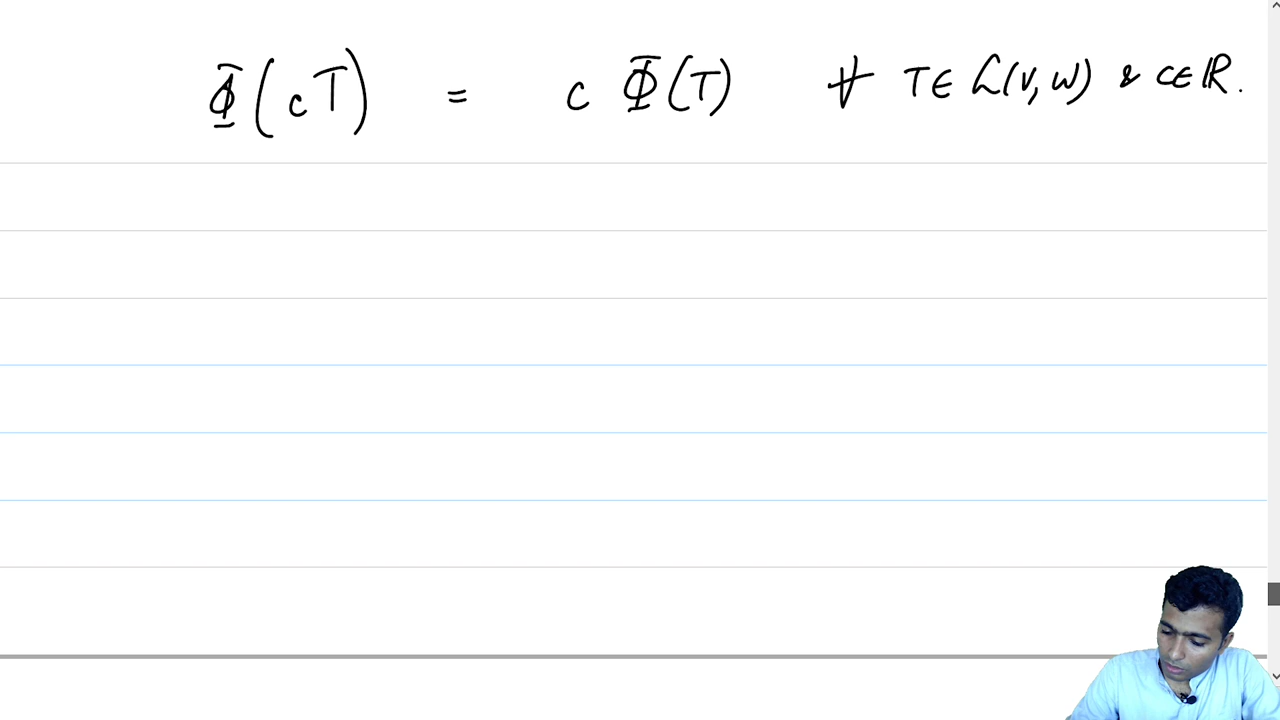 Φ(cT) = c Φ(T) ∀ T∈ L(V, W) & c∈ℝ.